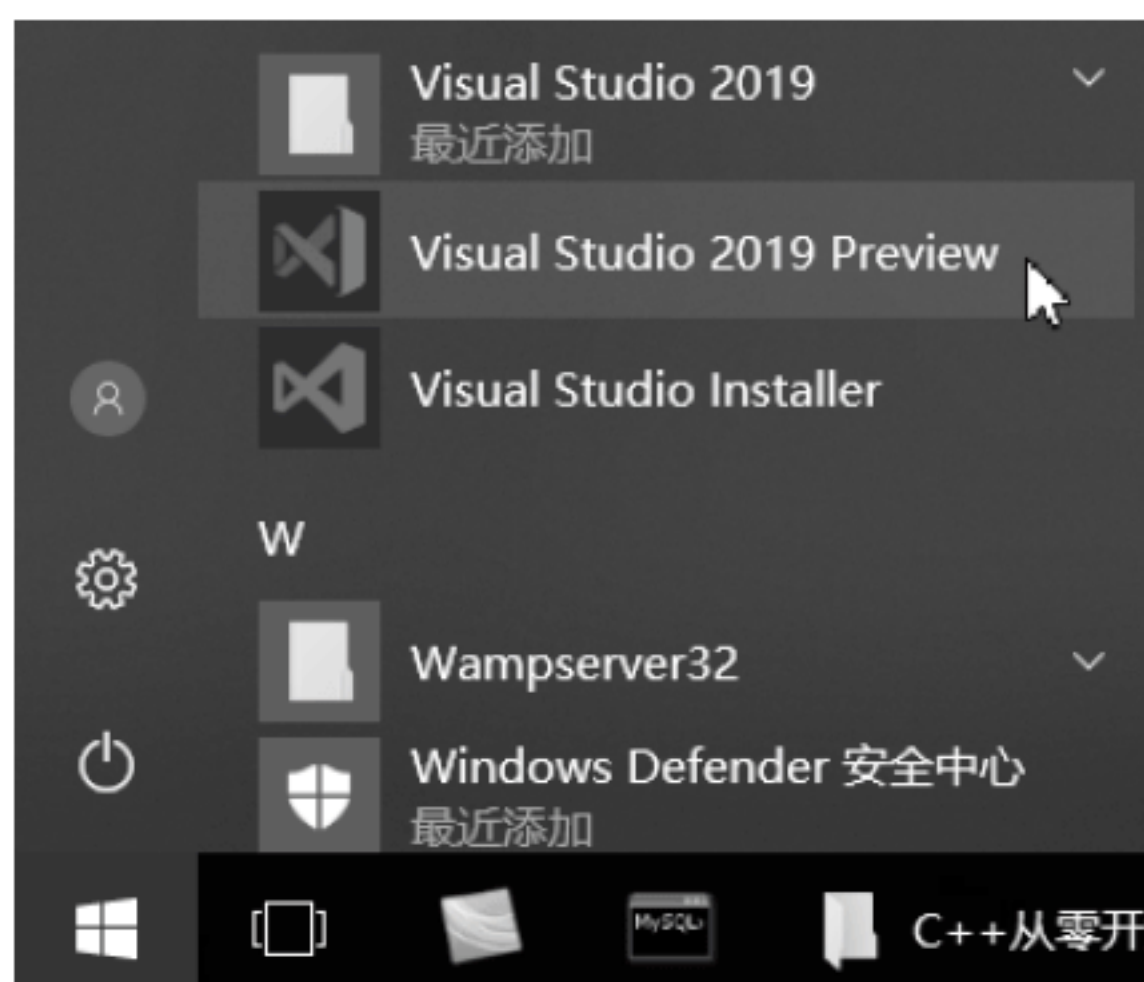 Visual Studio 2019
最近添加
Visual Studio 2019 Preview
Visual Studio Installer
W
Wampserver32
Windows Defender 安全中心
最近添加
MySQL
C++从零开